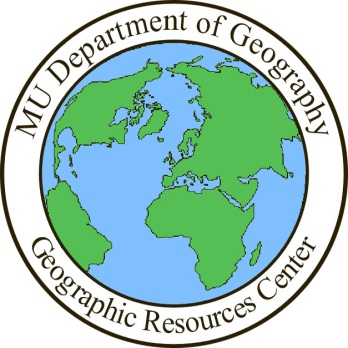 MU Department of Geography
Geographic Resources Center